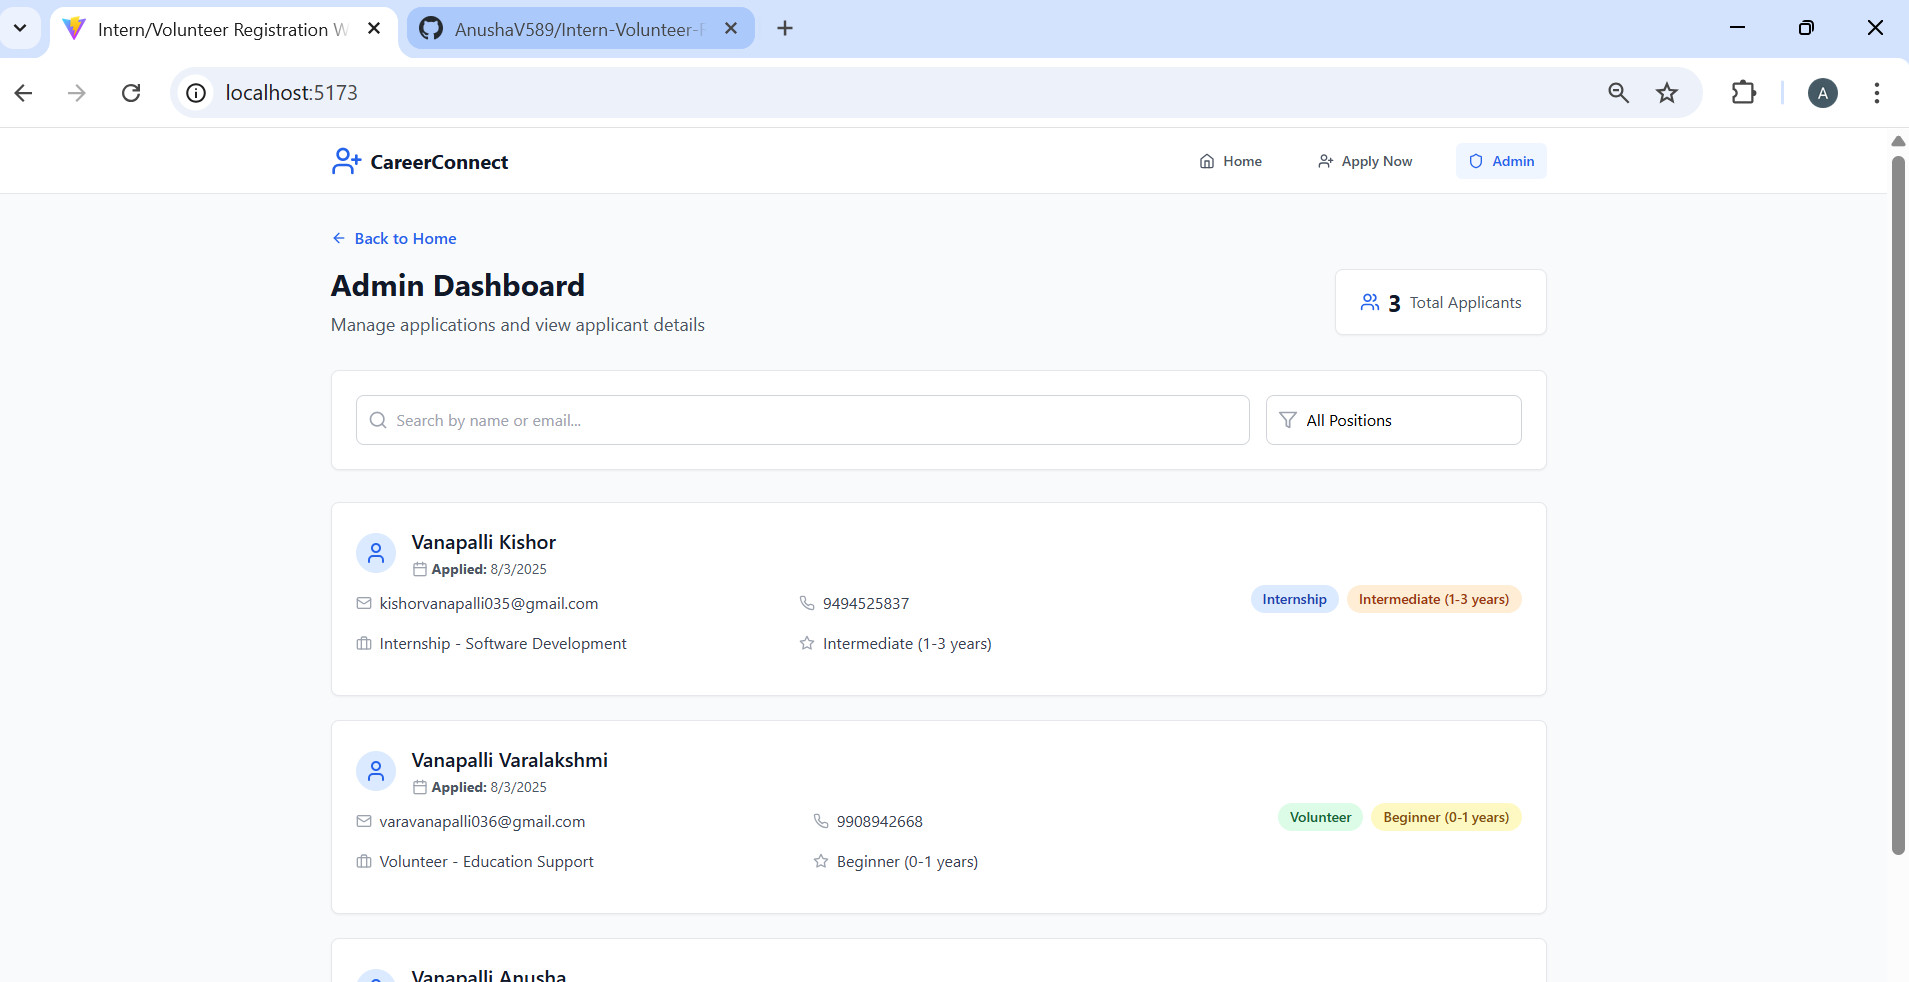 Intern/Volunteer Registration W
AnushaV589/Intern-Volunteer-R
localhost:5173
A
CareerConnect
Home
Apply Now
Admin
Back to Home
Admin Dashboard
Manage applications and view applicant details
3 Total Applicants
Search by name or email...
All Positions
Vanapalli Kishor
Applied: 8/3/2025
kishorvanapalli035@gmail.com
9494525837
Internship
Intermediate (1-3 years)
Internship - Software Development
Intermediate (1-3 years)
Vanapalli Varalakshmi
Applied: 8/3/2025
varavanapalli036@gmail.com
9908942668
Volunteer
Beginner (0-1 years)
Volunteer - Education Support
Beginner (0-1 years)
Vanapalli Anusha